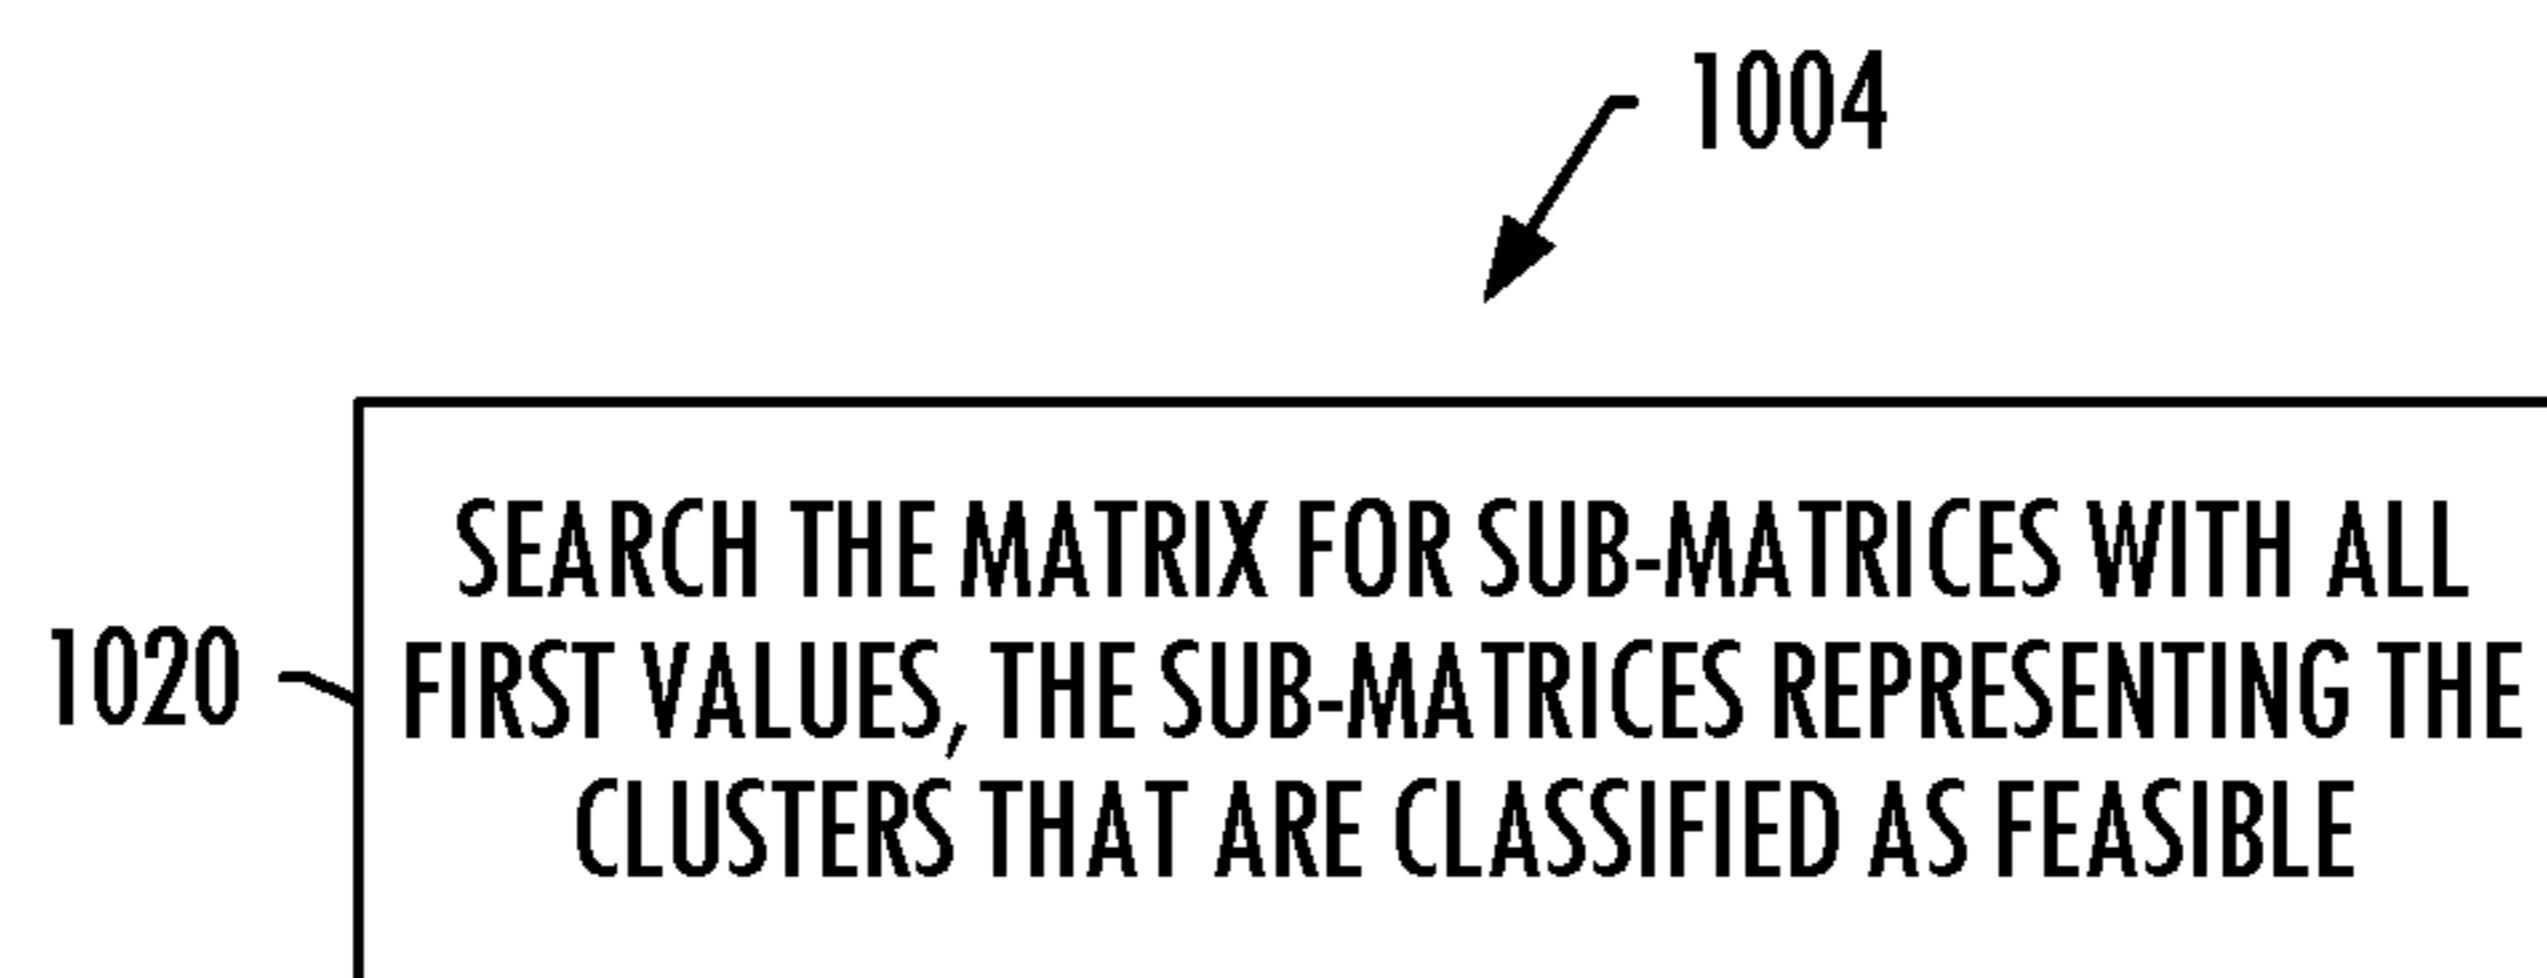 1004
SEARCH THE MATRIX FOR SUB-MATRICES WITH ALL
1020 FIRST VALUES, THE SUB-MATRICES REPRESENTING THE
CLUSTERS THAT ARE CLASSIFIED AS FEASIBLE